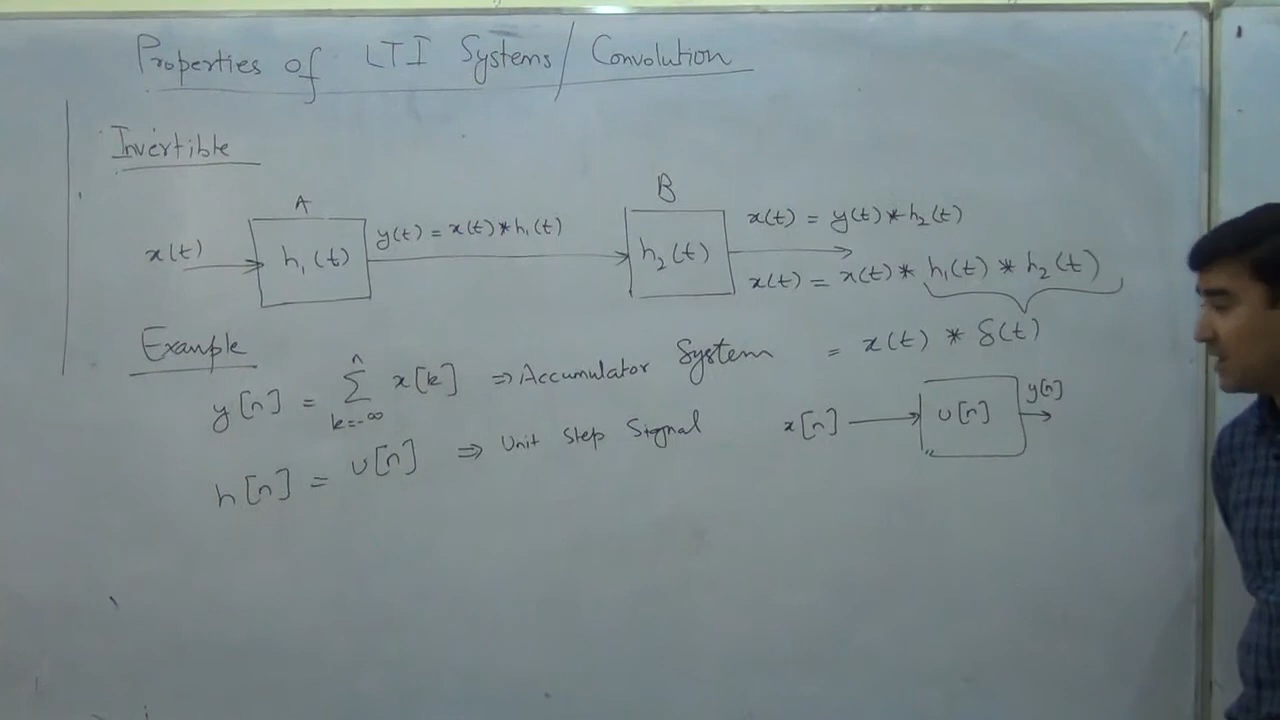 Properties of LTI Systems/Convolution
Invertible
A
B
x(t)
h₁(t)
y(t) = x(t)*h₁(t)
h₂(t)
x(t) = y(t)*h₂(t)
x(t) = x(t)* h₁(t) * h₂(t)
= x(t) * δ(t)
Example
y[n] = Σ k=-∞ n x[k] ⇒ Accumulator System
h[n] = u[n] ⇒ Unit Step Signal
x[n]
u[n]
y[n]